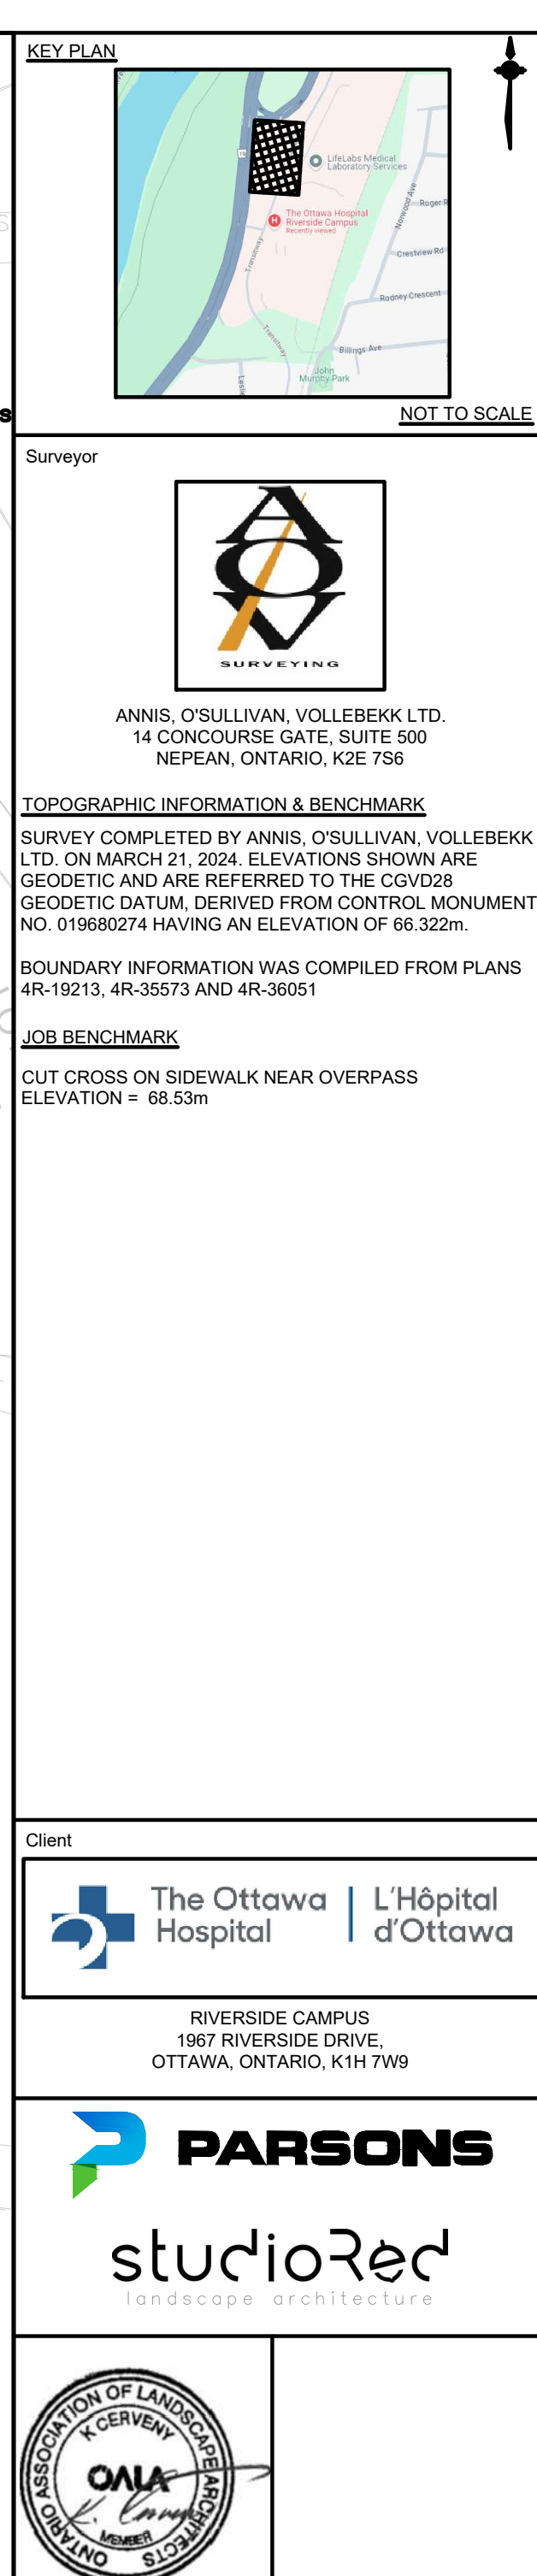 KEY PLAN
LifeLabs Medical
Laboratory Services
The Ottawa Hospital
Riverside Campus
Recently viewed
Norwood Ave
Roger R
Crestview Rd
Transitway
Rodney Crescent
Transitway
Billings Ave
John
Murphy Park
Leslie
NOT TO SCALE
s
Surveyor
AOV
SURVEYING
ANNIS, O'SULLIVAN, VOLLEBEKK LTD.
14 CONCOURSE GATE, SUITE 500
NEPEAN, ONTARIO, K2E 7S6
TOPOGRAPHIC INFORMATION & BENCHMARK
SURVEY COMPLETED BY ANNIS, O'SULLIVAN, VOLLEBEKK
LTD. ON MARCH 21, 2024. ELEVATIONS SHOWN ARE
GEODETIC AND ARE REFERRED TO THE CGVD28
GEODETIC DATUM, DERIVED FROM CONTROL MONUMENT
NO. 019680274 HAVING AN ELEVATION OF 66.322m.
BOUNDARY INFORMATION WAS COMPILED FROM PLANS
4R-19213, 4R-35573 AND 4R-36051
JOB BENCHMARK
CUT CROSS ON SIDEWALK NEAR OVERPASS
ELEVATION = 68.53m
Client
The Ottawa Hospital
L'Hôpital d'Ottawa
RIVERSIDE CAMPUS
1967 RIVERSIDE DRIVE,
OTTAWA, ONTARIO, K1H 7W9
PARSONS
studioRed
landscape architecture
ONTARIO ASSOCIATION OF LANDSCAPE ARCHITECTS
K CERVENY
OALA
MEMBER